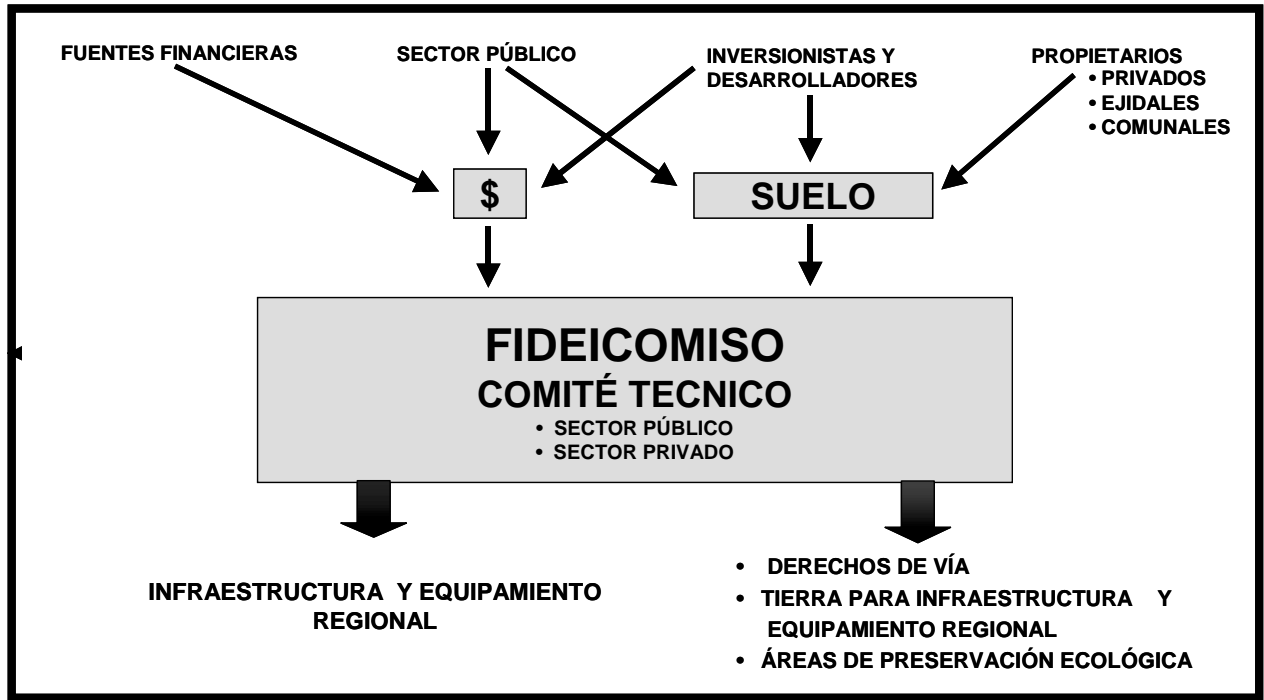 FUENTES FINANCIERAS
SECTOR PÚBLICO
INVERSIONISTAS Y
DESARROLLADORES
PROPIETARIOS
• PRIVADOS
• EJIDALES
• COMUNALES
$
SUELO
FIDEICOMISO
COMITÉ TECNICO
• SECTOR PÚBLICO
• SECTOR PRIVADO
INFRAESTRUCTURA Y EQUIPAMIENTO
REGIONAL
• DERECHOS DE VÍA
• TIERRA PARA INFRAESTRUCTURA Y
EQUIPAMIENTO REGIONAL
• ÁREAS DE PRESERVACIÓN ECOLÓGICA